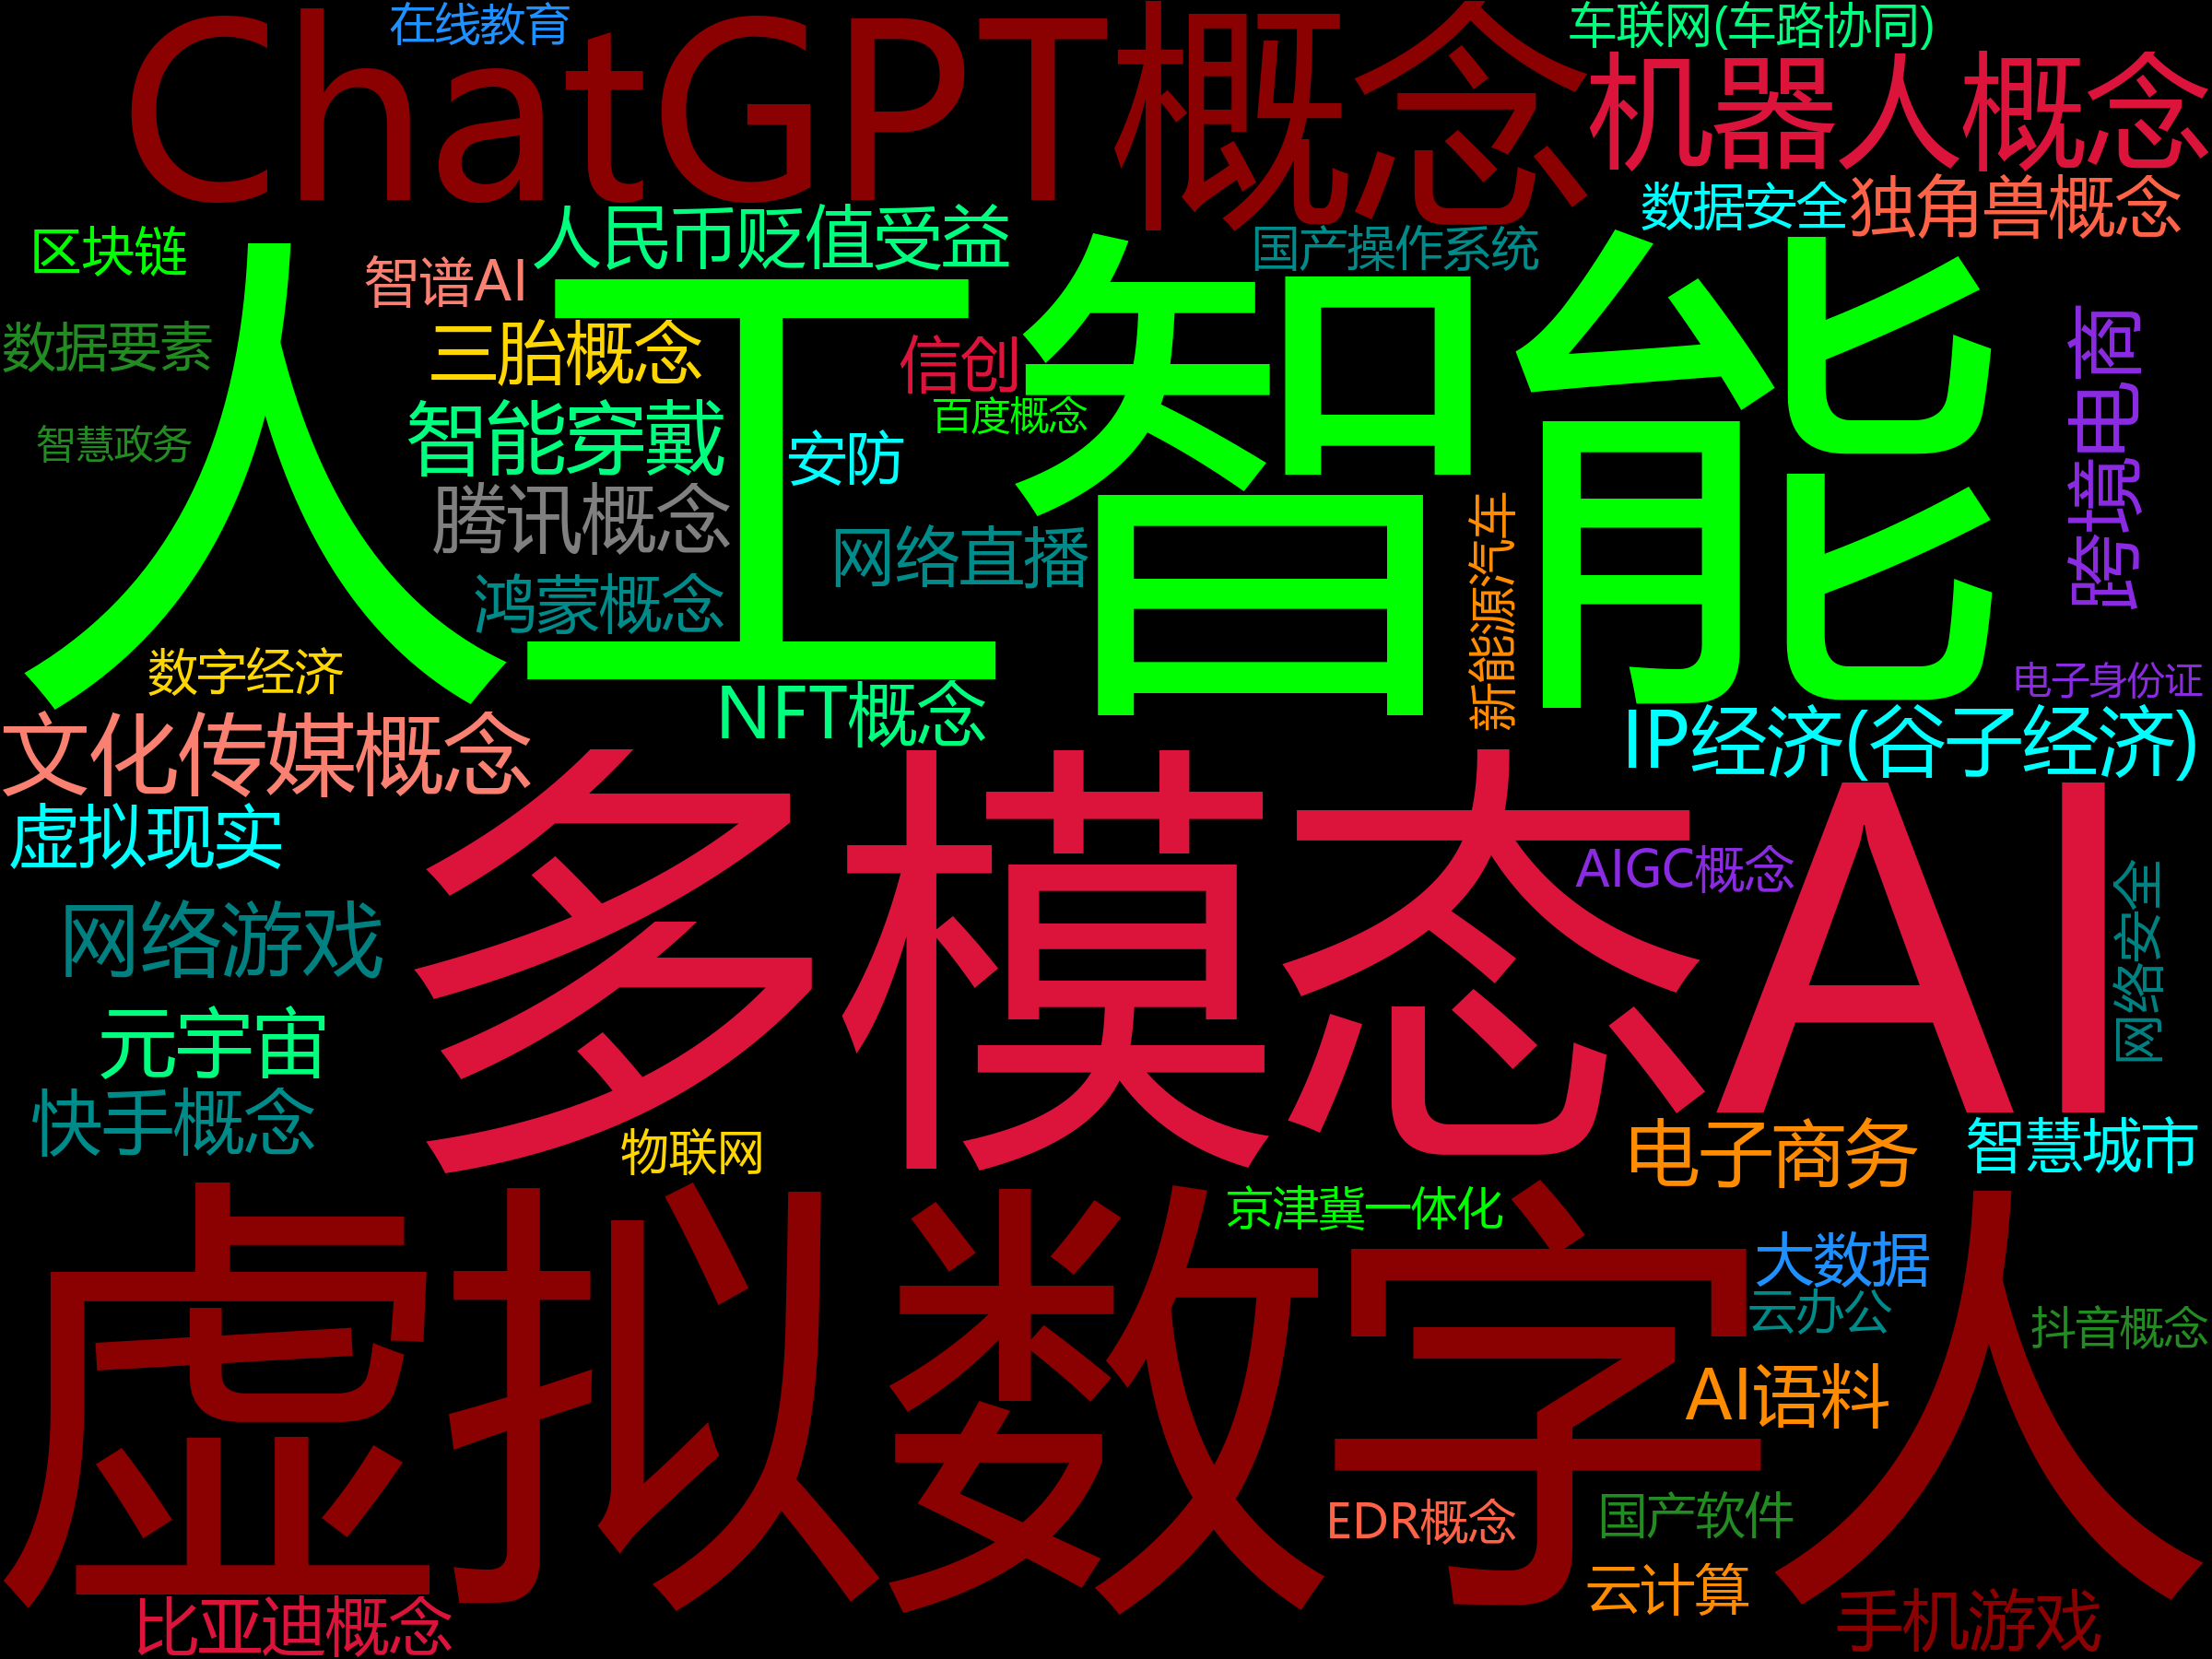 在线教育
ChatGPT概念
车联网(车路协同)
机器人概念
数据安全
独角兽概念
区块链
人民币贬值受益
国产操作系统
智谱AI
人工智能
数据要素
三胎概念
信创
跨境电商
智慧政务
智能穿戴
百度概念
安防
腾讯概念
网络直播
新能源汽车
鸿蒙概念
数字经济
NFT概念
电子身份证
文化传媒概念
IP经济(谷子经济)
虚拟现实
多模态AI
AIGC概念
网络安全
网络游戏
元宇宙
快手概念
物联网
电子商务
智慧城市
京津冀一体化
虚拟数字人
大数据
云办公
抖音概念
AI语料
EDR概念
国产软件
云计算
比亚迪概念
手机游戏